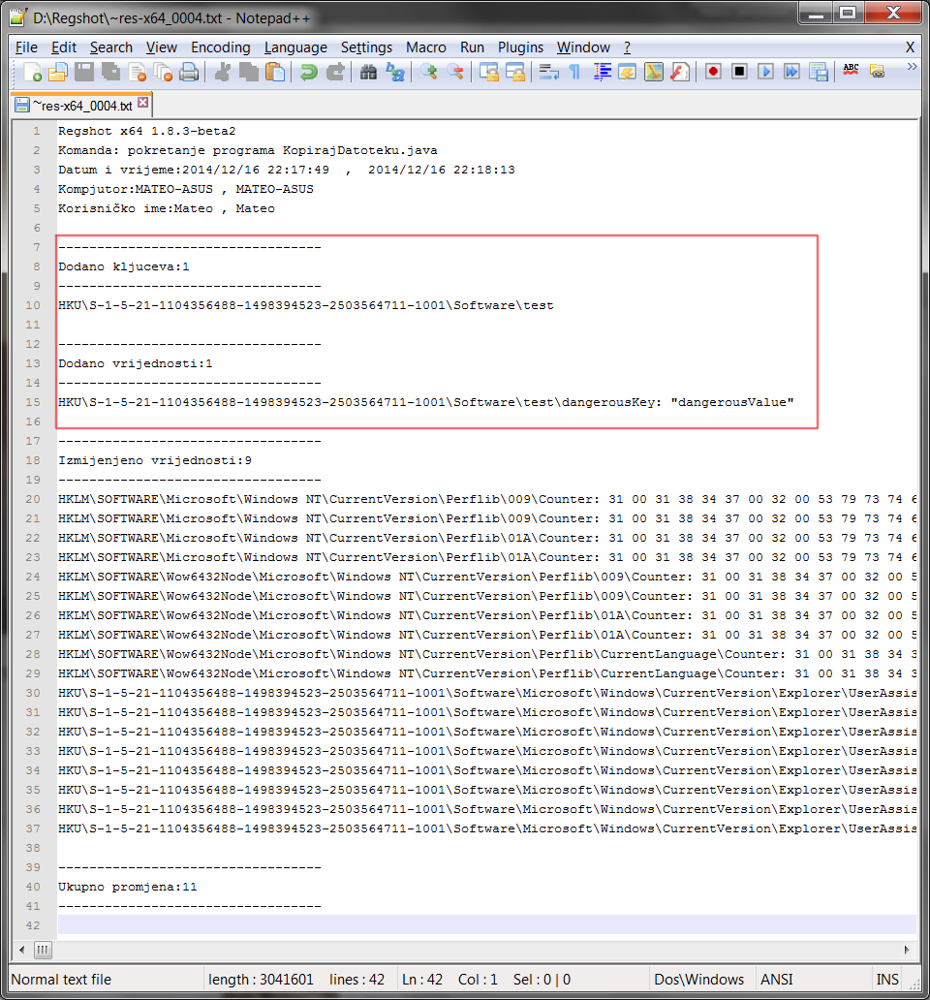 D:\Regshot\~res-x64_0004.txt - Notepad++
File Edit Search View Encoding Language Settings Macro Run Plugins Window ? X
ABC
~res-x64_0004.txt
1 Regshot x64 1.8.3-beta2
2 Komanda: pokretanje programa KopirajDatoteku.java
3 Datum i vrijeme:2014/12/16 22:17:49 , 2014/12/16 22:18:13
4 Kompjutor:MATEO-ASUS , MATEO-ASUS
5 Korisničko ime:Mateo , Mateo
6
7 ----------------------------------
8 Dodano kljuceva:1
9 ----------------------------------
10 HKU\S-1-5-21-1104356488-1498394523-2503564711-1001\Software\test
11
12 ----------------------------------
13 Dodano vrijednosti:1
14 ----------------------------------
15 HKU\S-1-5-21-1104356488-1498394523-2503564711-1001\Software\test\dangerousKey: "dangerousValue"
16
17 ----------------------------------
18 Izmijenjeno vrijednosti:9
19 ----------------------------------
20 HKLM\SOFTWARE\Microsoft\Windows NT\CurrentVersion\Perflib\009\Counter: 31 00 31 38 34 37 00 32 00 53 79 73 74 6
21 HKLM\SOFTWARE\Microsoft\Windows NT\CurrentVersion\Perflib\009\Counter: 31 00 31 38 34 37 00 32 00 53 79 73 74 6
22 HKLM\SOFTWARE\Microsoft\Windows NT\CurrentVersion\Perflib\01A\Counter: 31 00 31 38 34 37 00 32 00 53 79 73 74 6
23 HKLM\SOFTWARE\Microsoft\Windows NT\CurrentVersion\Perflib\01A\Counter: 31 00 31 38 34 37 00 32 00 53 79 73 74 6
24 HKLM\SOFTWARE\Wow6432Node\Microsoft\Windows NT\CurrentVersion\Perflib\009\Counter: 31 00 31 38 34 37 00 32 00 5
25 HKLM\SOFTWARE\Wow6432Node\Microsoft\Windows NT\CurrentVersion\Perflib\009\Counter: 31 00 31 38 34 37 00 32 00 5
26 HKLM\SOFTWARE\Wow6432Node\Microsoft\Windows NT\CurrentVersion\Perflib\01A\Counter: 31 00 31 38 34 37 00 32 00 5
27 HKLM\SOFTWARE\Wow6432Node\Microsoft\Windows NT\CurrentVersion\Perflib\01A\Counter: 31 00 31 38 34 37 00 32 00 5
28 HKLM\SOFTWARE\Wow6432Node\Microsoft\Windows NT\CurrentVersion\Perflib\CurrentLanguage\Counter: 31 00 31 38 34 3
29 HKLM\SOFTWARE\Wow6432Node\Microsoft\Windows NT\CurrentVersion\Perflib\CurrentLanguage\Counter: 31 00 31 38 34 3
30 HKU\S-1-5-21-1104356488-1498394523-2503564711-1001\Software\Microsoft\Windows\CurrentVersion\Explorer\UserAssis
31 HKU\S-1-5-21-1104356488-1498394523-2503564711-1001\Software\Microsoft\Windows\CurrentVersion\Explorer\UserAssis
32 HKU\S-1-5-21-1104356488-1498394523-2503564711-1001\Software\Microsoft\Windows\CurrentVersion\Explorer\UserAssis
33 HKU\S-1-5-21-1104356488-1498394523-2503564711-1001\Software\Microsoft\Windows\CurrentVersion\Explorer\UserAssis
34 HKU\S-1-5-21-1104356488-1498394523-2503564711-1001\Software\Microsoft\Windows\CurrentVersion\Explorer\UserAssis
35 HKU\S-1-5-21-1104356488-1498394523-2503564711-1001\Software\Microsoft\Windows\CurrentVersion\Explorer\UserAssis
36 HKU\S-1-5-21-1104356488-1498394523-2503564711-1001\Software\Microsoft\Windows\CurrentVersion\Explorer\UserAssis
37 HKU\S-1-5-21-1104356488-1498394523-2503564711-1001\Software\Microsoft\Windows\CurrentVersion\Explorer\UserAssis
38
39 ----------------------------------
40 Ukupno promjena:11
41 ----------------------------------
42
Normal text file length : 3041601 lines : 42 Ln : 42 Col : 1 Sel : 0 | 0 Dos\Windows ANSI INS